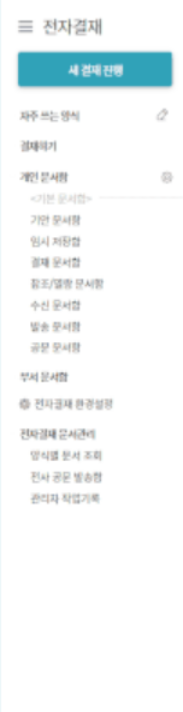 전자결재
새 결재 진행
자주 쓰는 양식
결재하기
개인 문서함
<기본 문서함>
기안 문서함
임시 저장함
결재 문서함
참조/열람 문서함
수신 문서함
발송 문서함
공문 문서함
부서 문서함
전자결재 환경설정
전자결재 문서관리
양식별 문서 조회
전사 공문 발송함
관리자 작업기록